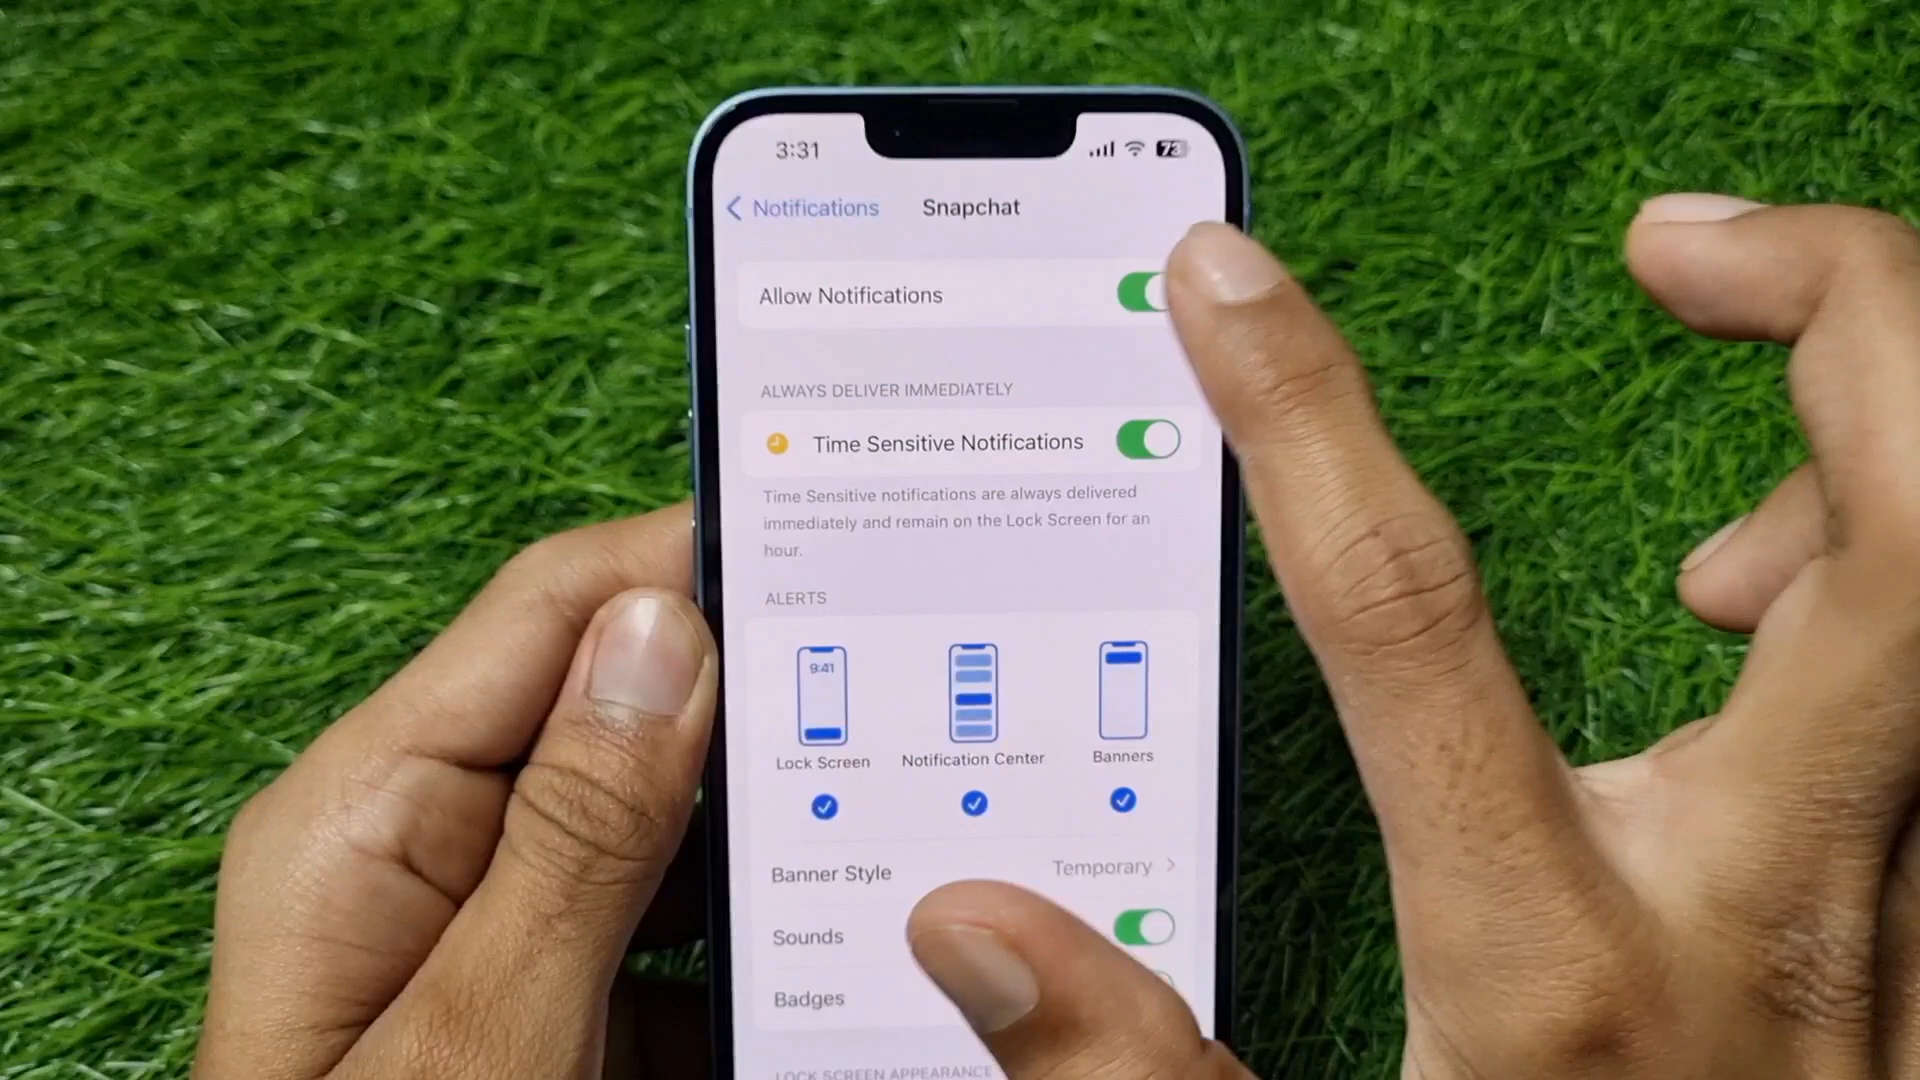 3:31
73
Notifications
Snapchat
Allow Notifications
ALWAYS DELIVER IMMEDIATELY
Time Sensitive Notifications
Time Sensitive notifications are always delivered
immediately and remain on the Lock Screen for an
hour.
ALERTS
9:41
Lock Screen
Notification Center
Banners
Banner Style
Temporary
Sounds
Badges
LOCK SCREEN APPEARANCE